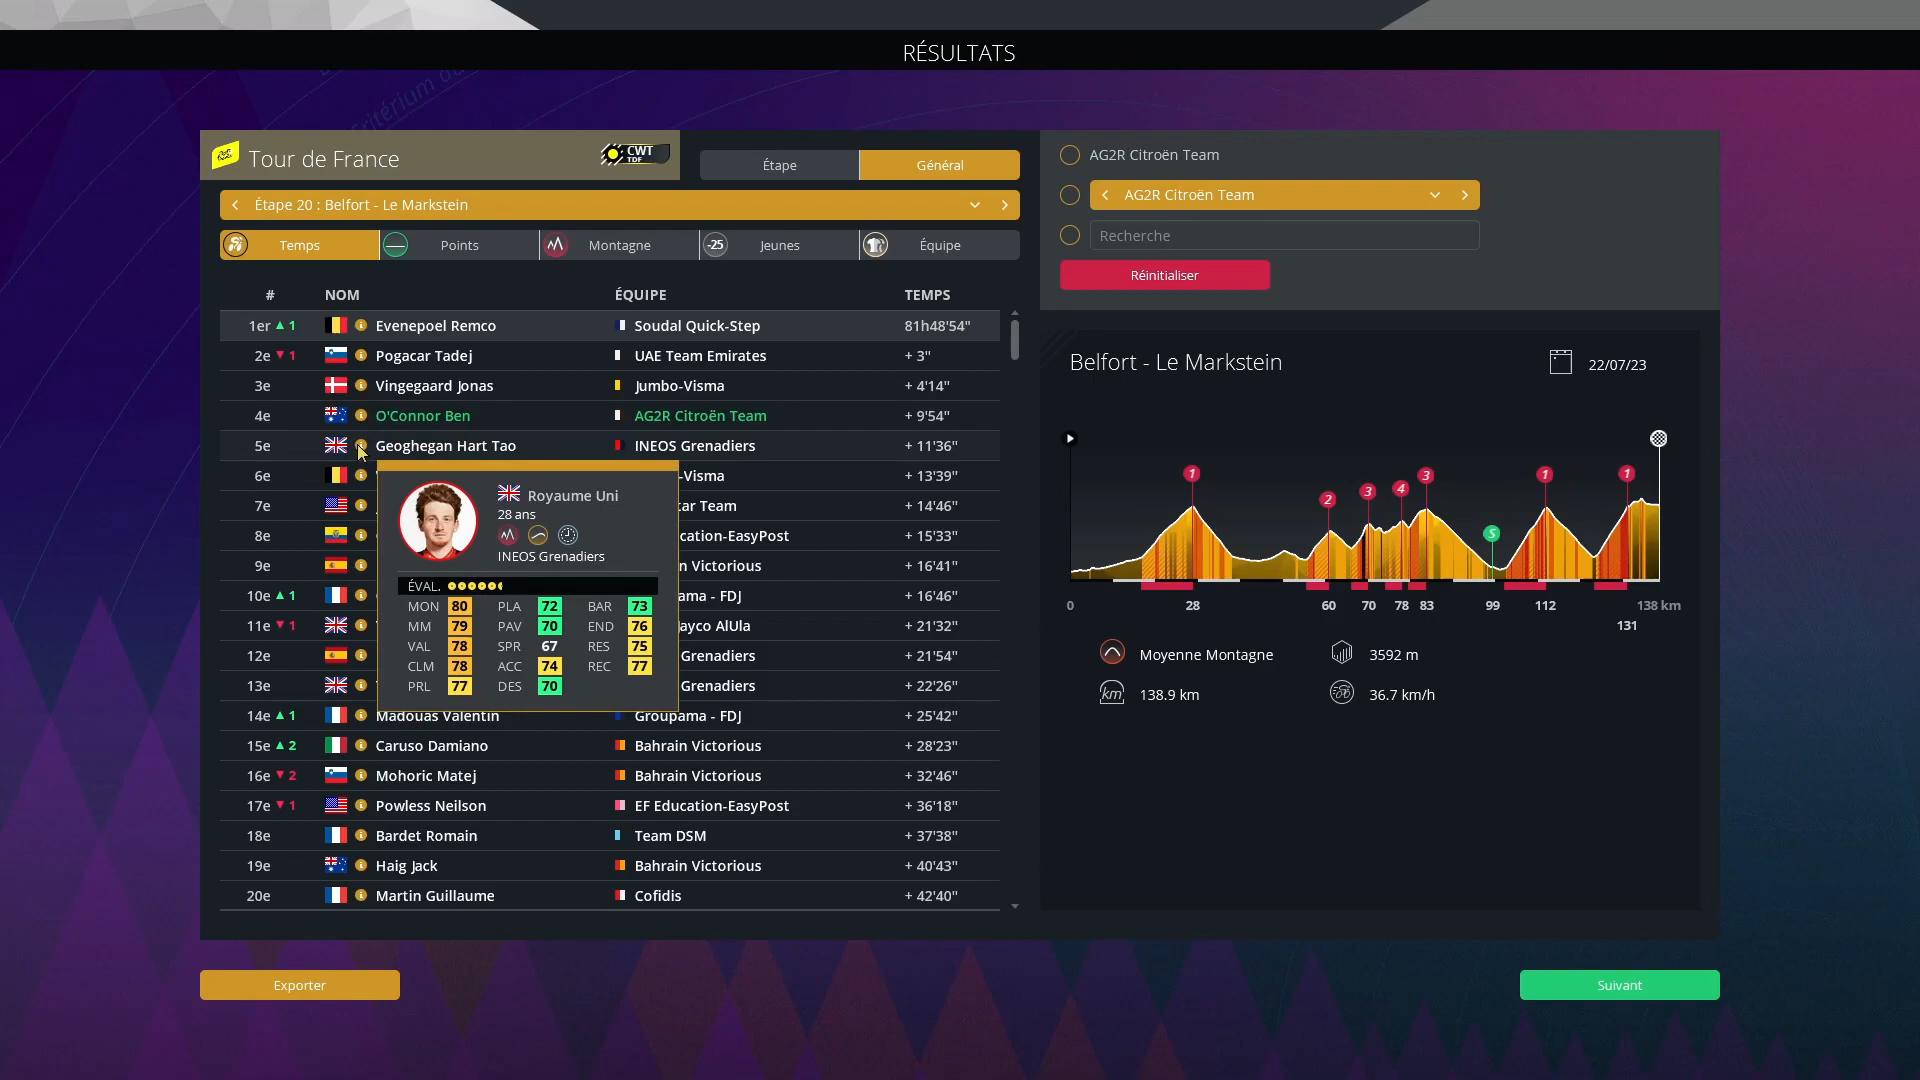 RÉSULTATS
Tour de France
CWT
TDF
Étape
Général
Étape 20 : Belfort - Le Markstein
Temps
Points
Montagne
-25
Jeunes
Équipe
# NOM ÉQUIPE TEMPS
1er ▲ 1 Evenepoel Remco Soudal Quick-Step 81h48'54"
2e ▼ 1 Pogacar Tadej UAE Team Emirates + 3"
3e Vingegaard Jonas Jumbo-Visma + 4'14"
4e O'Connor Ben AG2R Citroën Team + 9'54"
5e Geoghegan Hart Tao INEOS Grenadiers + 11'36"
6e -Visma + 13'39"
7e ar Team + 14'46"
8e cation-EasyPost + 15'33"
9e n Victorious + 16'41"
10e ▲ 1 ama - FDJ + 16'46"
11e ▼ 1 ayco AlUla + 21'32"
12e Grenadiers + 21'54"
13e Grenadiers + 22'26"
14e ▲ 1 Madouas Valentin Groupama - FDJ + 25'42"
15e ▲ 2 Caruso Damiano Bahrain Victorious + 28'23"
16e ▼ 2 Mohoric Matej Bahrain Victorious + 32'46"
17e ▼ 1 Powless Neilson EF Education-EasyPost + 36'18"
18e Bardet Romain Team DSM + 37'38"
19e Haig Jack Bahrain Victorious + 40'43"
20e Martin Guillaume Cofidis + 42'40"
Royaume Uni
28 ans
INEOS Grenadiers
ÉVAL.
MON 80 PLA 72 BAR 73
MM 79 PAV 70 END 76
VAL 78 SPR 67 RES 75
CLM 78 ACC 74 REC 77
PRL 77 DES 70
AG2R Citroën Team
AG2R Citroën Team
Recherche
Réinitialiser
Belfort - Le Markstein
22/07/23
1 2 3 4 3 S 1 1
0 28 60 70 78 83 99 112 138 km
131
Moyenne Montagne
3592 m
km 138.9 km
36.7 km/h
Exporter
Suivant